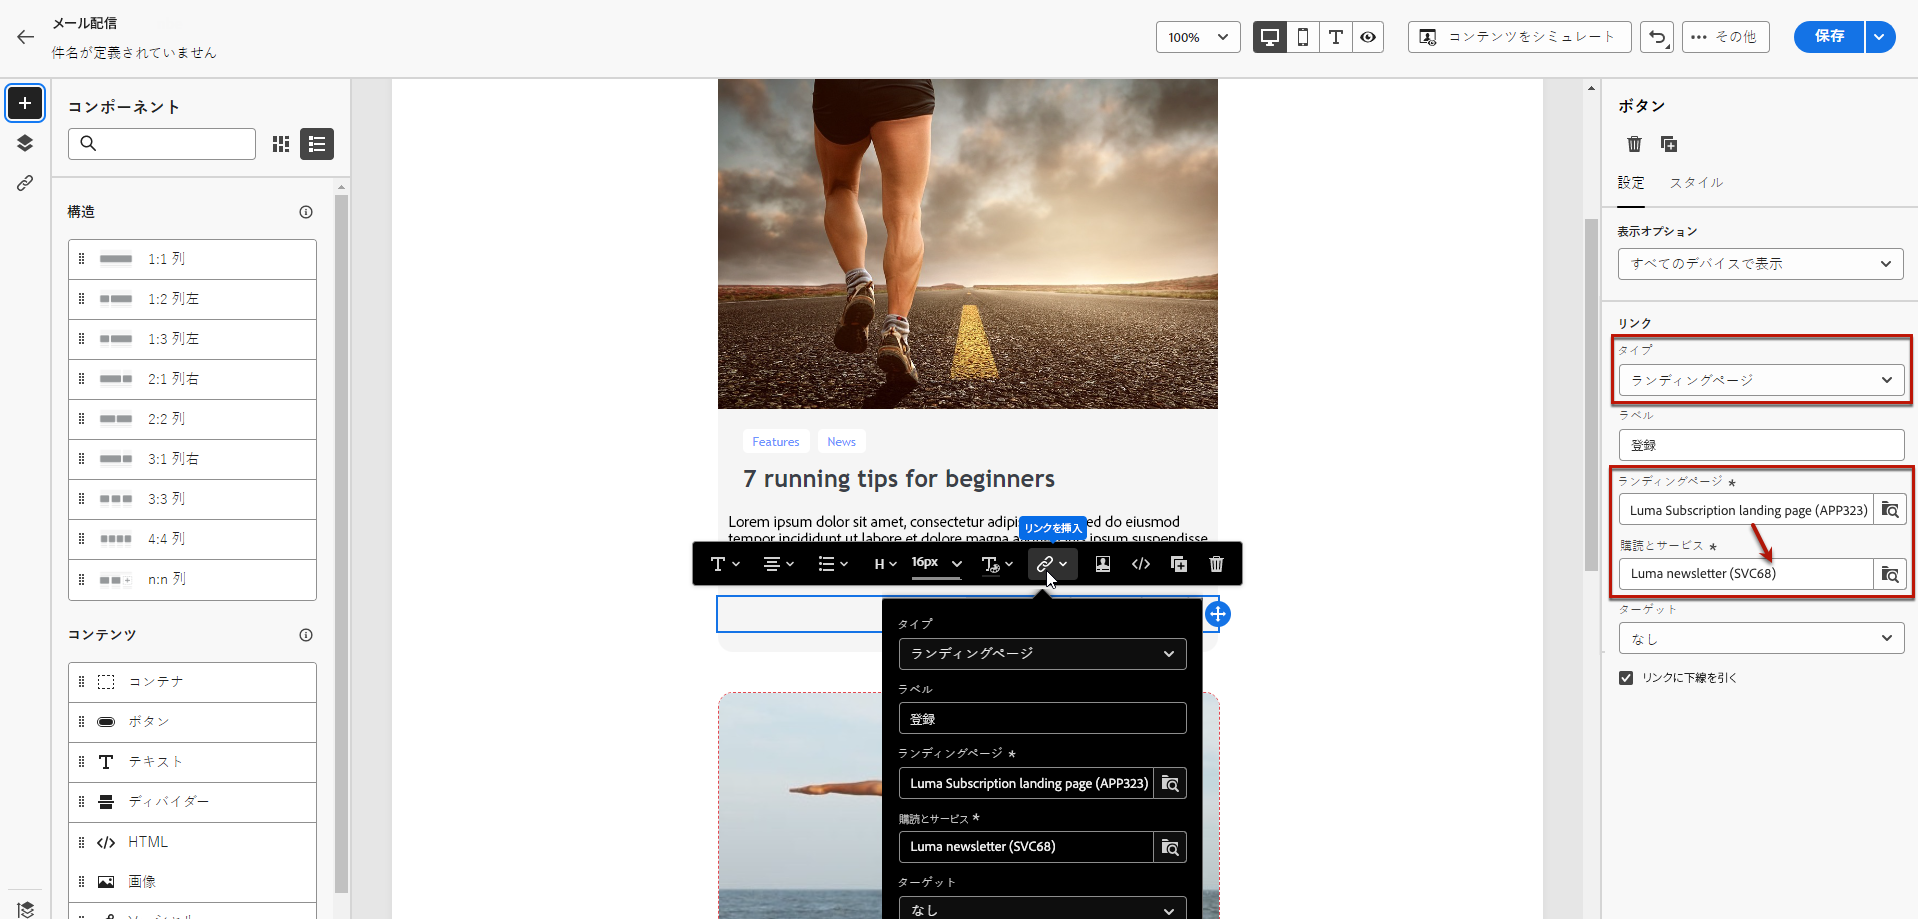 メール配信
件名が定義されていません
100%
コンテンツをシミュレート
その他
保存
コンポーネント
構造
1:1 列
1:2 列左
1:3 列左
2:1 列右
2:2 列
3:1 列右
3:3 列
4:4 列
n:n 列
コンテンツ
コンテナ
ボタン
テキスト
ディバイダー
HTML
画像
Features
News
7 running tips for beginners
Lorem ipsum dolor sit amet, consectetur adipi
ed do eiusmod
tempor incididunt ut labore et dolore magna
ipsum suspendisse
リンクを挿入
H
16px
タイプ
ランディングページ
ラベル
登録
ランディングページ *
Luma Subscription landing page (APP323)
購読とサービス *
Luma newsletter (SVC68)
ターゲット
なし
ボタン
設定
スタイル
表示オプション
すべてのデバイスで表示
リンク
タイプ
ランディングページ
ラベル
登録
ランディングページ *
Luma Subscription landing page (APP323)
購読とサービス *
Luma newsletter (SVC68)
ターゲット
なし
リンクに下線を引く